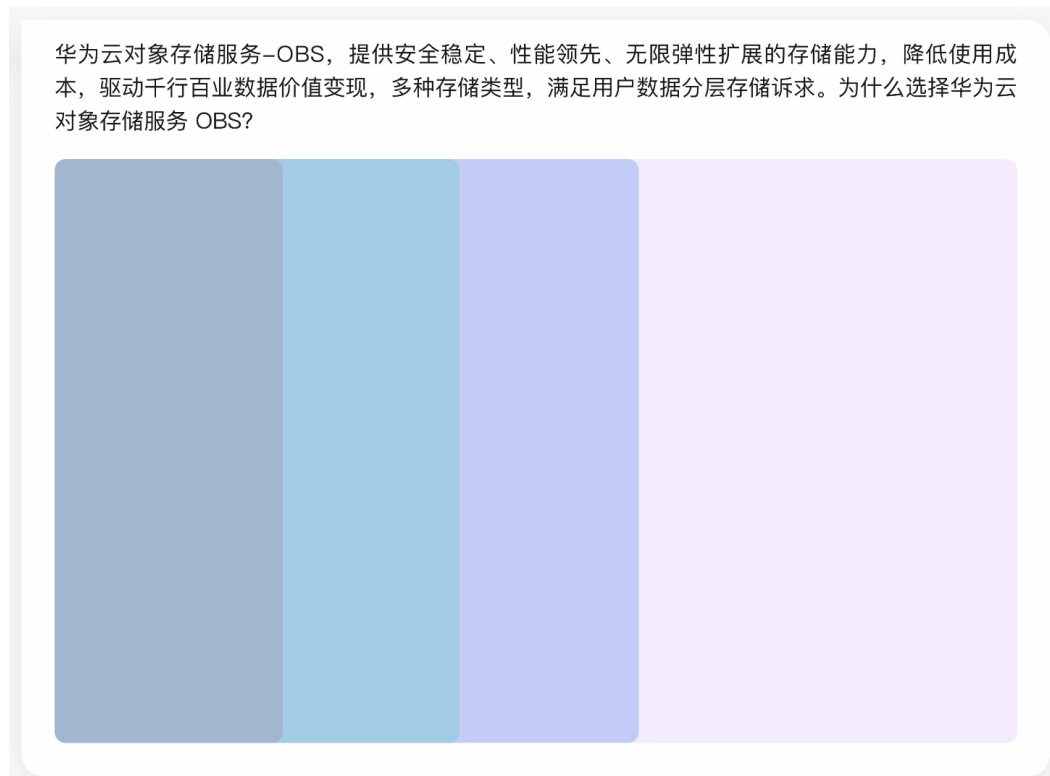 华为云对象存储服务-OBS，提供安全稳定、性能领先、无限弹性扩展的存储能力，降低使用成
本，驱动千行百业数据价值变现，多种存储类型，满足用户数据分层存储诉求。为什么选择华为云
对象存储服务 OBS?